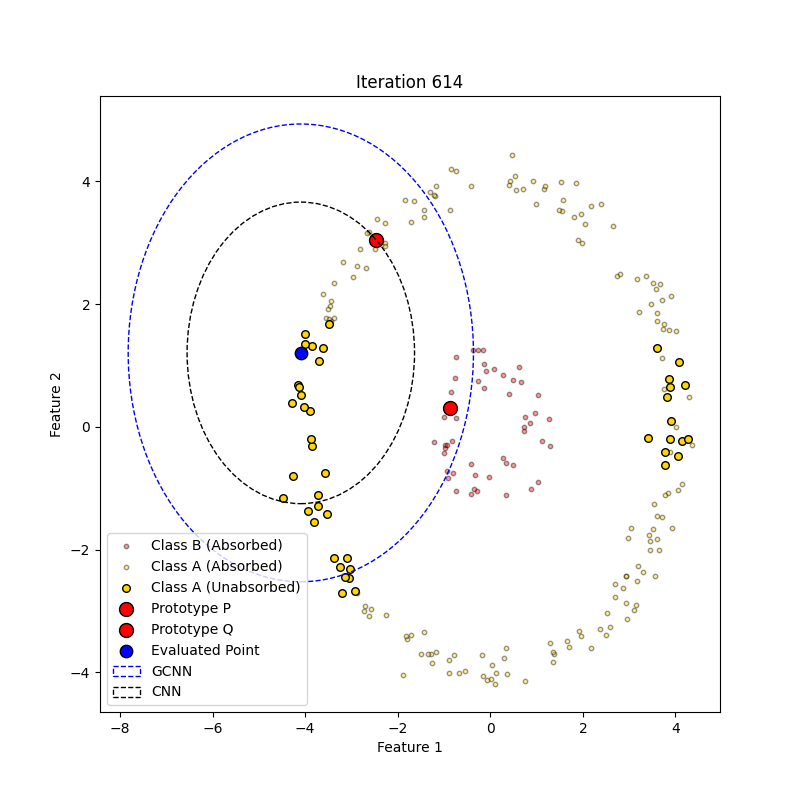 Iteration 614
Feature 2
4
2
0
−2
−4
Class B (Absorbed)
Class A (Absorbed)
Class A (Unabsorbed)
Prototype P
Prototype Q
Evaluated Point
GCNN
CNN
−8
−6
−4
−2
0
2
4
Feature 1